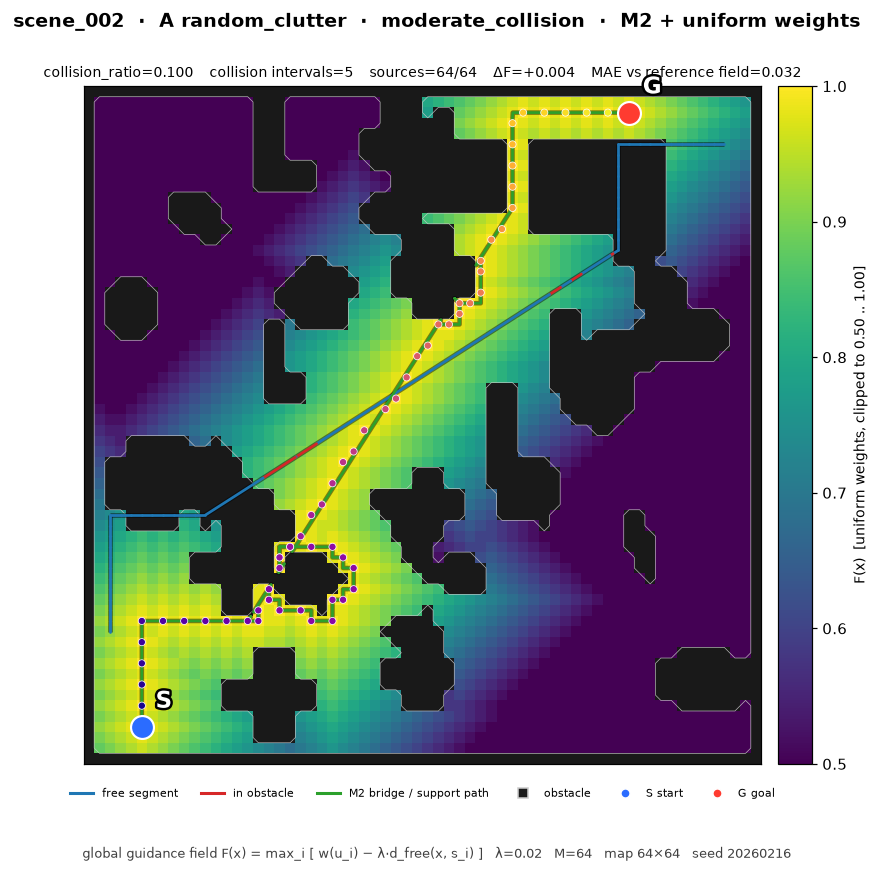 scene_002 · A random_clutter · moderate_collision · M2 + uniform weights
collision_ratio=0.100 collision intervals=5 sources=64/64 ΔF=+0.004 MAE vs reference field=0.032
G
S
1.0
0.9
0.8
0.7
0.6
0.5
F(x) [uniform weights, clipped to 0.50 .. 1.00]
free segment in obstacle M2 bridge / support path obstacle S start G goal
global guidance field F(x) = max_i [ w(u_i) − λ·d_free(x, s_i) ] λ=0.02 M=64 map 64×64 seed 20260216